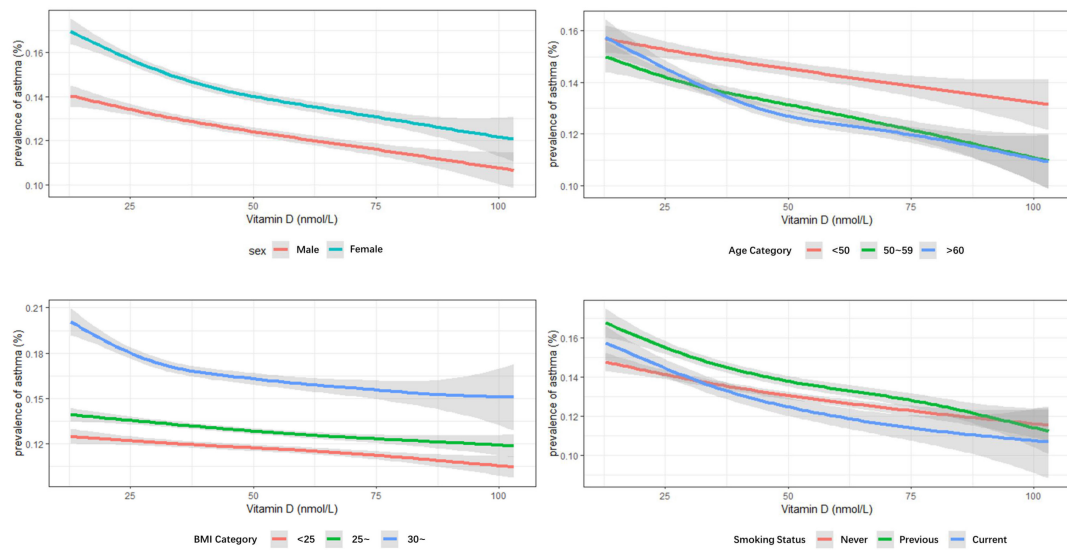 prevalence of asthma (%)
0.16
0.14
0.12
0.10
25
50
75
100
Vitamin D (nmol/L)
sex Male Female
prevalence of asthma (%)
0.16
0.14
0.12
0.10
25
50
75
100
Vitamin D (nmol/L)
Age Category <50 50~59 >60
prevalence of asthma (%)
0.21
0.18
0.15
0.12
25
50
75
100
Vitamin D (nmol/L)
BMI Category <25 25~ 30~
prevalence of asthma (%)
0.16
0.14
0.12
0.10
25
50
75
100
Vitamin D (nmol/L)
Smoking Status Never Previous Current